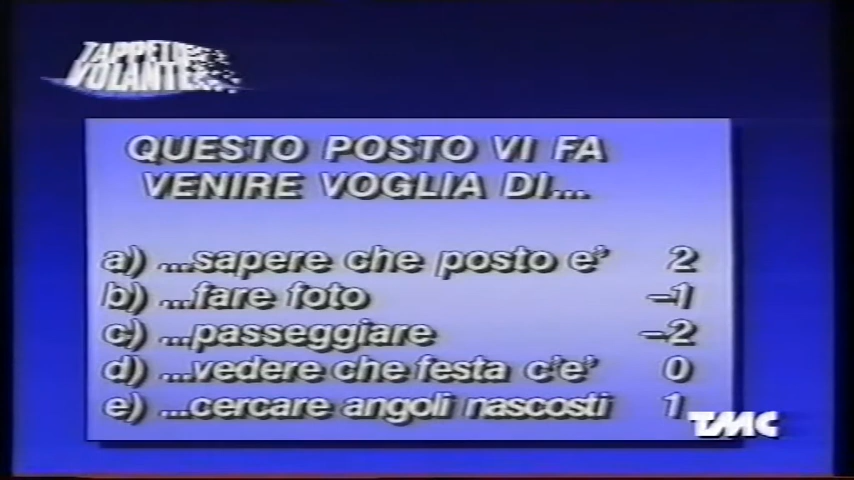 TAPPETO
VOLANTE
QUESTO POSTO VI FA
VENIRE VOGLIA DI...
a) ...sapere che posto e' 2
b) ...fare foto -1
c) ...passeggiare -2
d) ...vedere che festa c'e' 0
e) ...cercare angoli nascosti 1
TMC